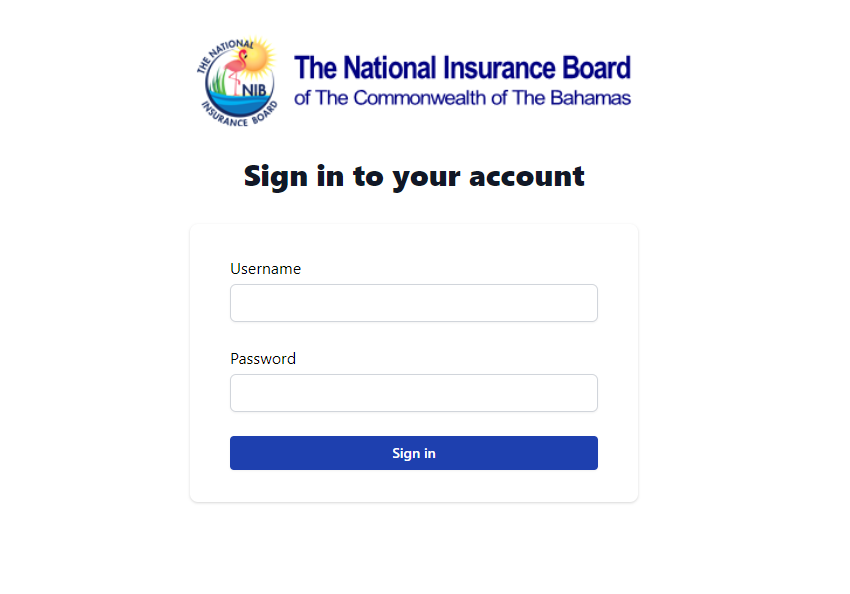 THE NATIONAL
NIB
INSURANCE BOARD
The National Insurance Board
of The Commonwealth of The Bahamas
Sign in to your account
Username
Password
Sign in